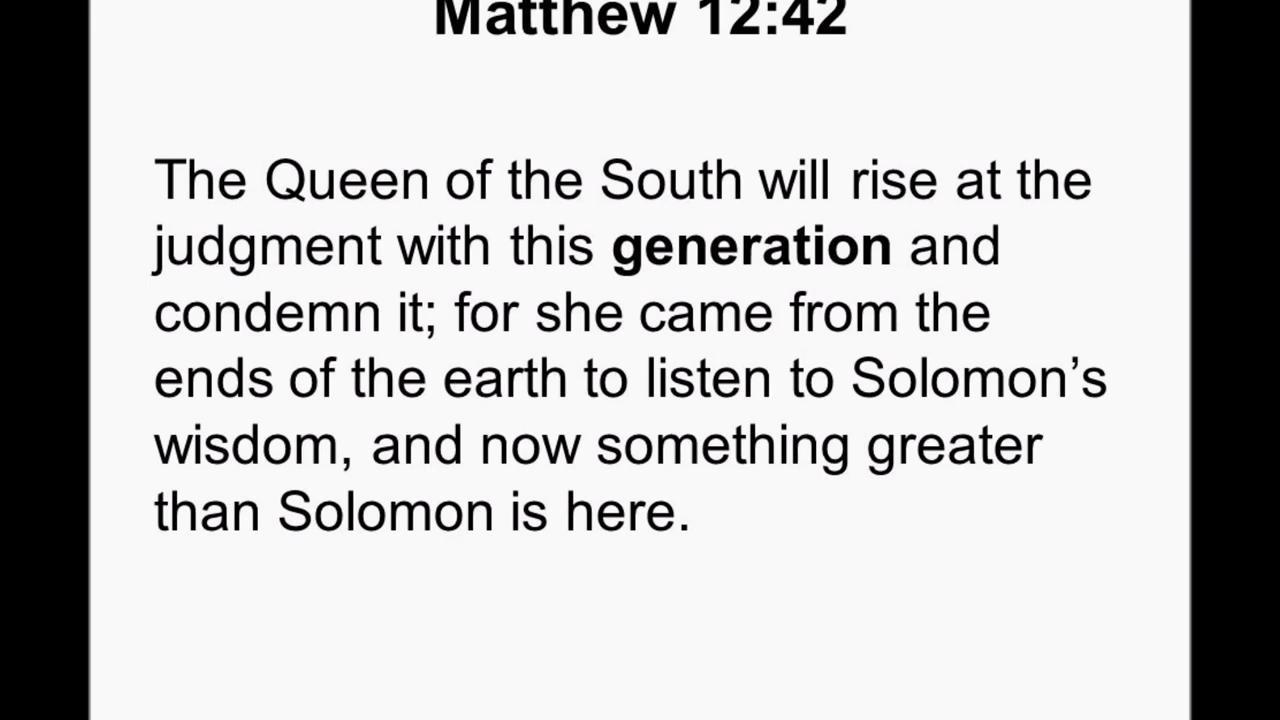 Matthew 12:42
The Queen of the South will rise at the
judgment with this generation and
condemn it; for she came from the
ends of the earth to listen to Solomon’s
wisdom, and now something greater
than Solomon is here.